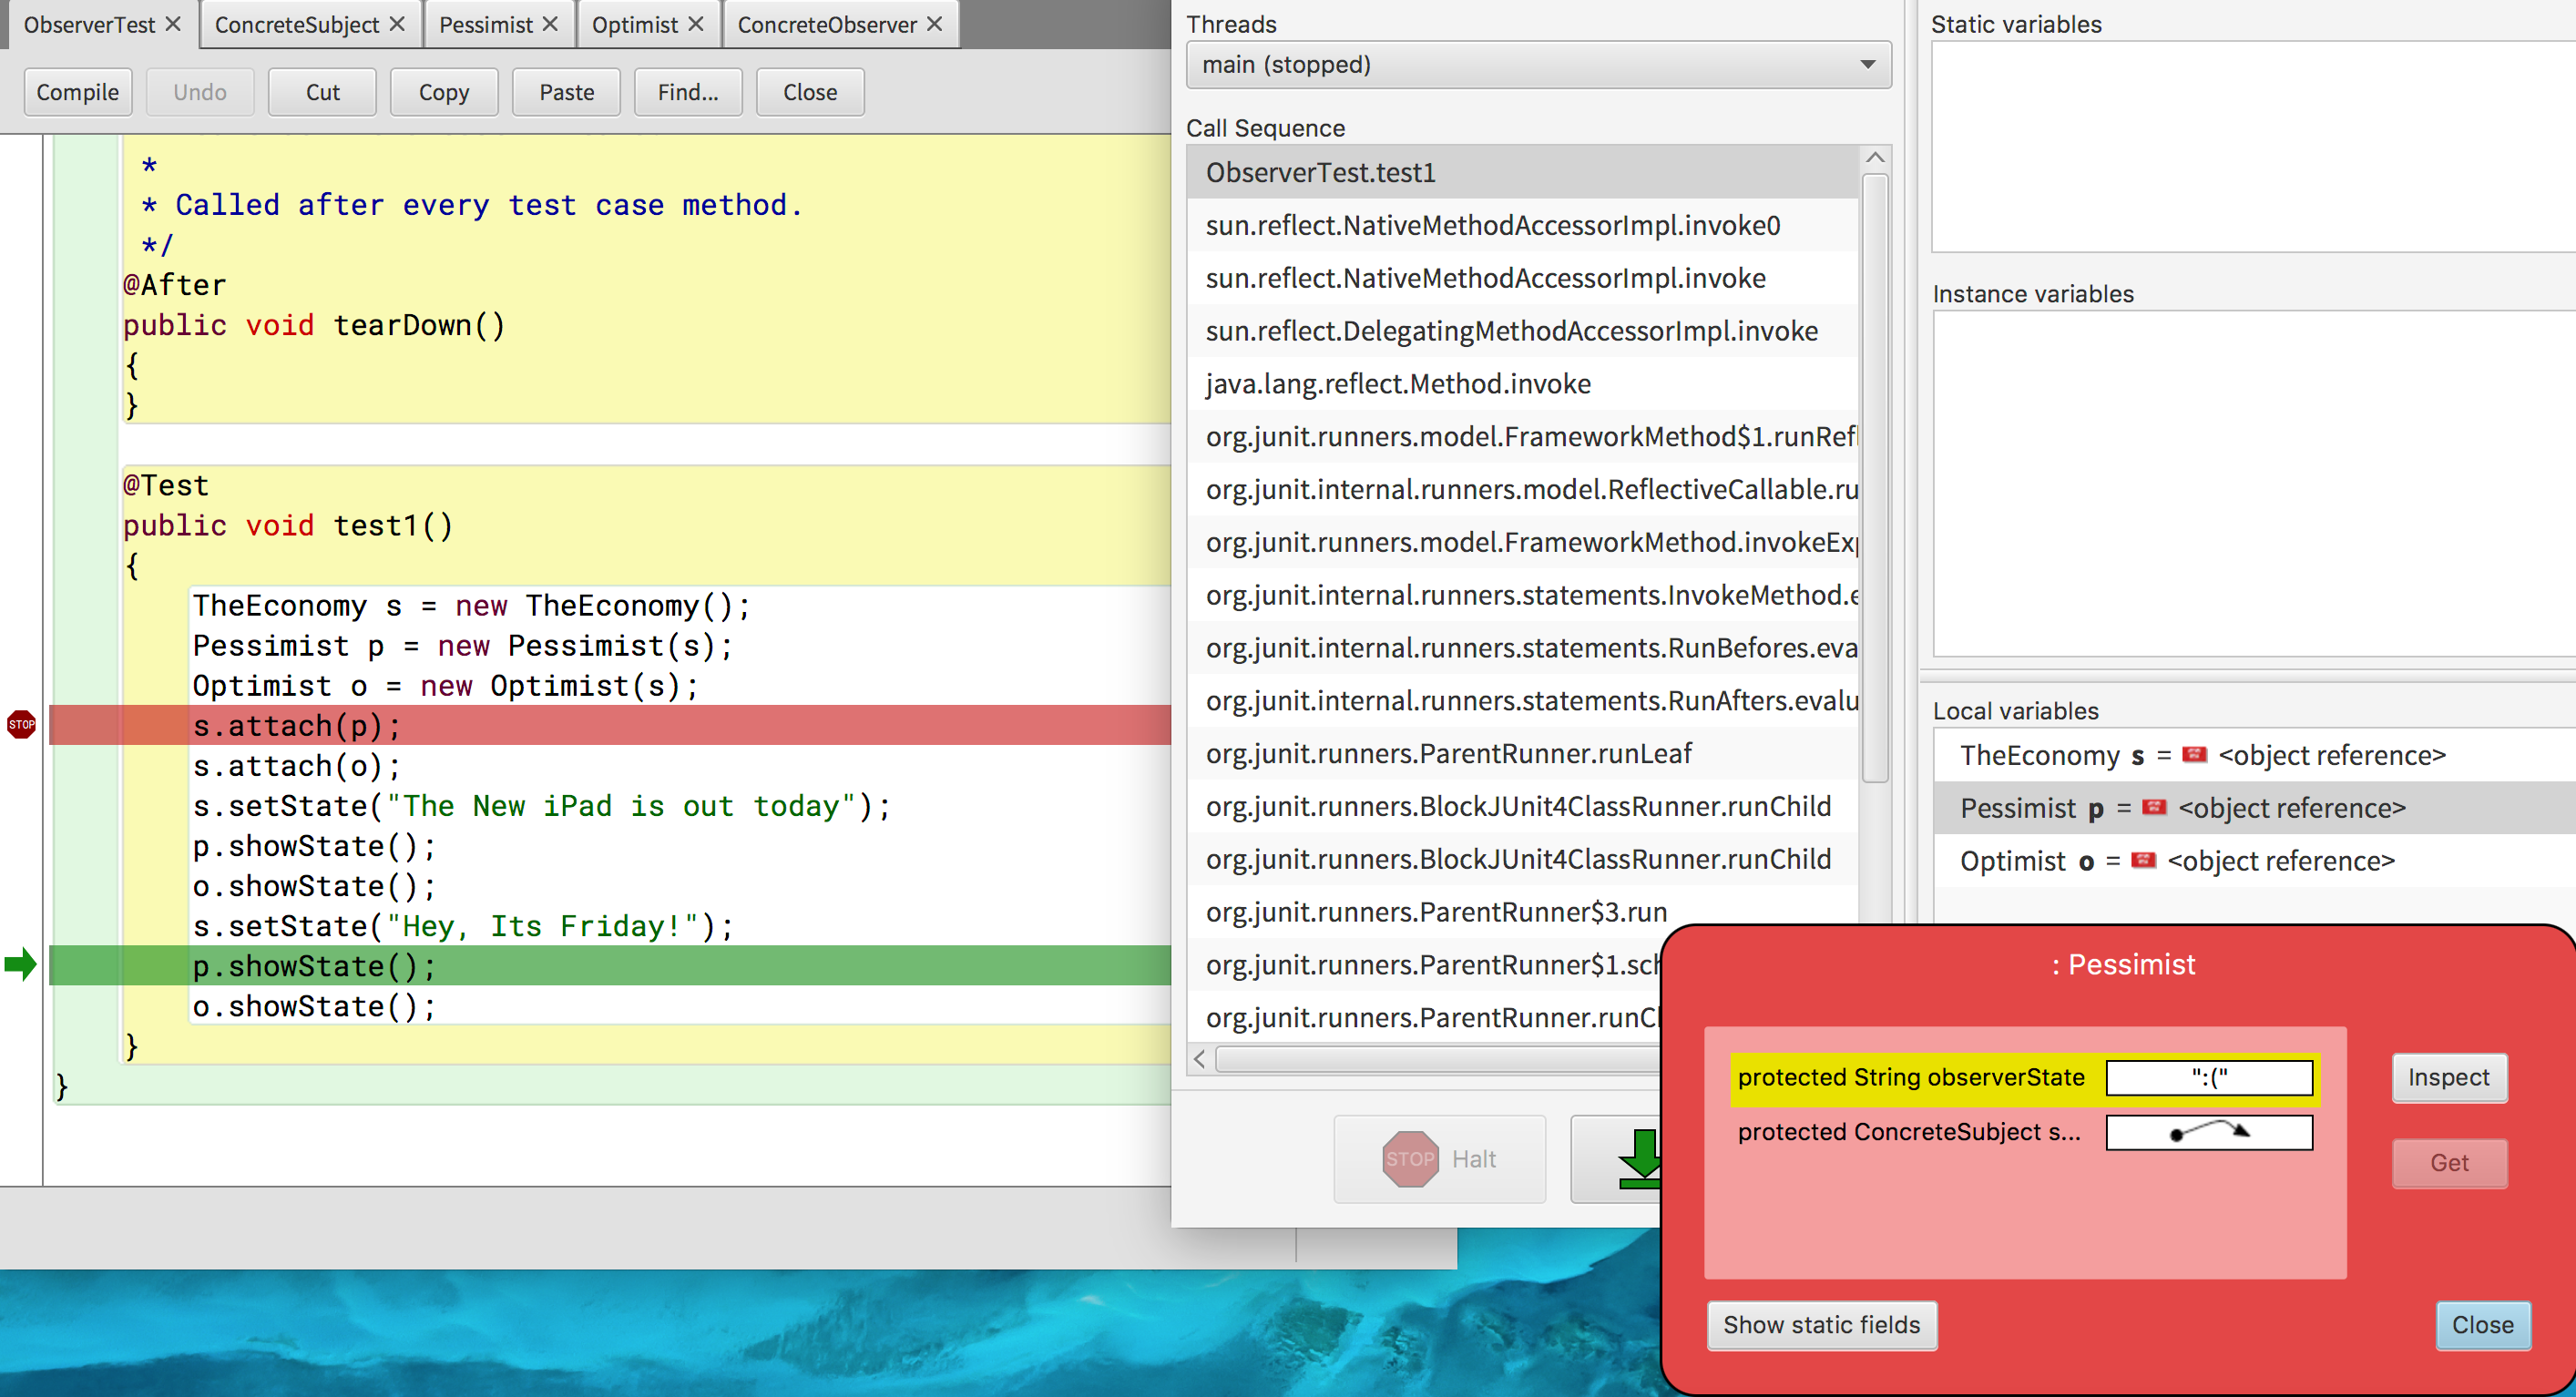 ObserverTest
ConcreteSubject
Pessimist
Optimist
ConcreteObserver
Compile
Undo
Cut
Copy
Paste
Find...
Close
*
* Called after every test case method.
*/
@After
public void tearDown()
{
}
@Test
public void test1()
{
TheEconomy s = new TheEconomy();
Pessimist p = new Pessimist(s);
Optimist o = new Optimist(s);
STOP
s.attach(p);
s.attach(o);
s.setState("The New iPad is out today");
p.showState();
o.showState();
s.setState("Hey, Its Friday!");
p.showState();
o.showState();
}
}
Threads
main (stopped)
Call Sequence
ObserverTest.test1
sun.reflect.NativeMethodAccessorImpl.invoke0
sun.reflect.NativeMethodAccessorImpl.invoke
sun.reflect.DelegatingMethodAccessorImpl.invoke
java.lang.reflect.Method.invoke
org.junit.runners.model.FrameworkMethod$1.runRefl
org.junit.internal.runners.model.ReflectiveCallable.ru
org.junit.runners.model.FrameworkMethod.invokeExp
org.junit.internal.runners.statements.InvokeMethod.e
org.junit.internal.runners.statements.RunBefores.eva
org.junit.internal.runners.statements.RunAfters.evalu
org.junit.runners.ParentRunner.runLeaf
org.junit.runners.BlockJUnit4ClassRunner.runChild
org.junit.runners.BlockJUnit4ClassRunner.runChild
org.junit.runners.ParentRunner$3.run
org.junit.runners.ParentRunner$1.sch
org.junit.runners.ParentRunner.runC
STOP Halt
Static variables
Instance variables
Local variables
TheEconomy s = <object reference>
Pessimist p = <object reference>
Optimist o = <object reference>
: Pessimist
protected String observerState ":("
protected ConcreteSubject s...
Inspect
Get
Show static fields
Close